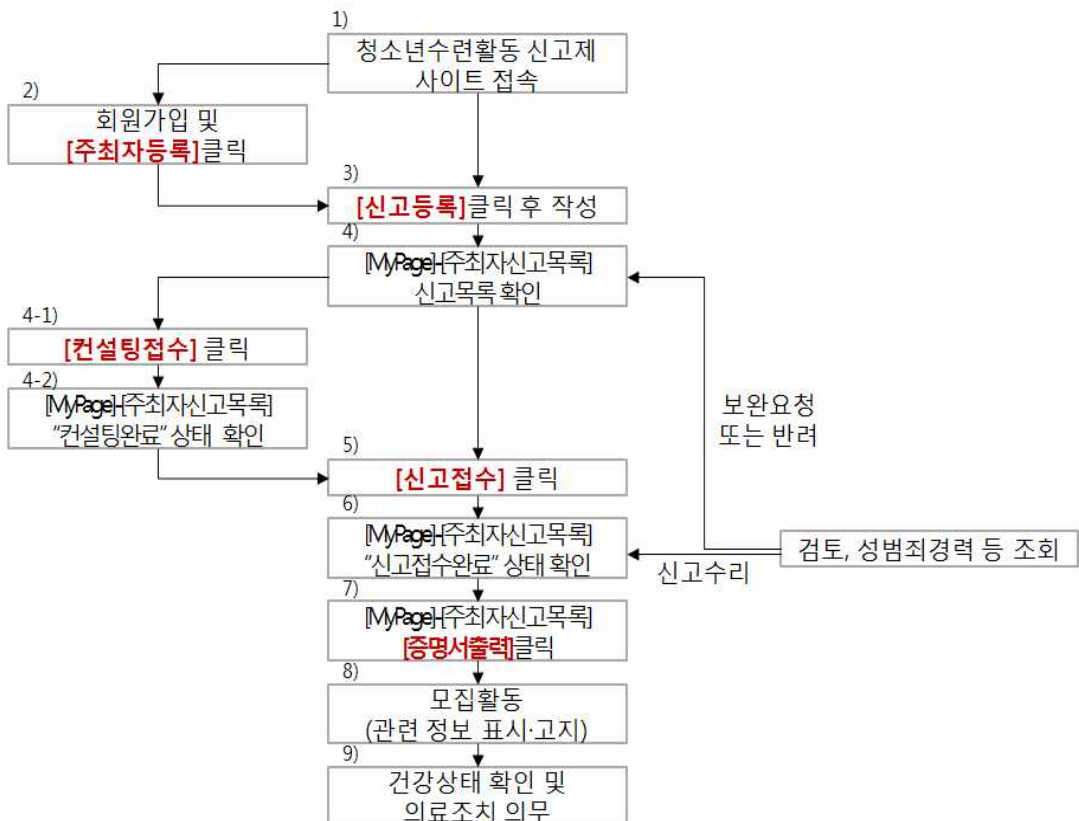 1)
청소년수련활동 신고제
사이트 접속
2)
회원가입 및
[주최자등록]클릭
3)
[신고등록]클릭 후 작성
4)
[MyPage]-[주최자신고목록]
신고목록 확인
4-1)
[컨설팅접수] 클릭
4-2)
[MyPage]-[주최자신고목록]
"컨설팅완료" 상태 확인
보완요청
또는 반려
5)
[신고접수] 클릭
6)
[MyPage]-[주최자신고목록]
"신고접수완료" 상태 확인
검토, 성범죄경력 등 조회
신고수리
7)
[MyPage]-[주최자신고목록]
[증명서출력]클릭
8)
모집활동
(관련 정보 표시·고지)
9)
건강상태 확인 및
의료조치 의무